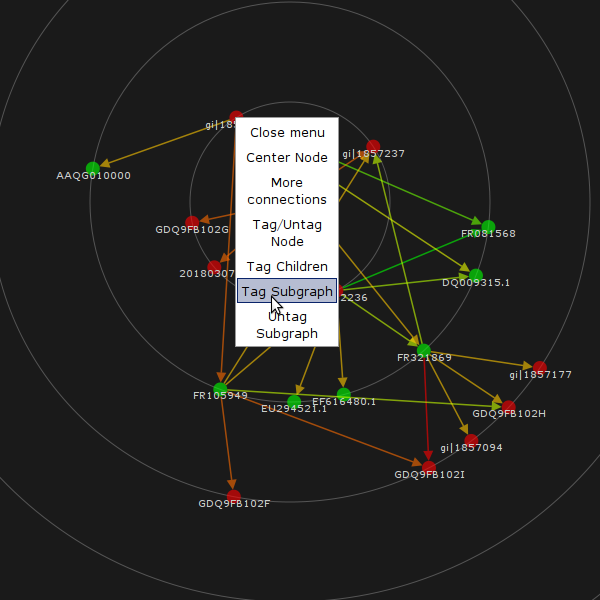 gi|185
Close menu
gi|1857237
Center Node
AAQG010000
More
connections
GDQ9FB102G
Tag/Untag
Node
FR081568
20180307
Tag Children
DQ009315.1
Tag Subgraph
2236
Untag
Subgraph
FR321869
gi|1857177
FR105949
EU294521.1
EF616480.1
GDQ9FB102H
gi|1857094
GDQ9FB102I
GDQ9FB102F